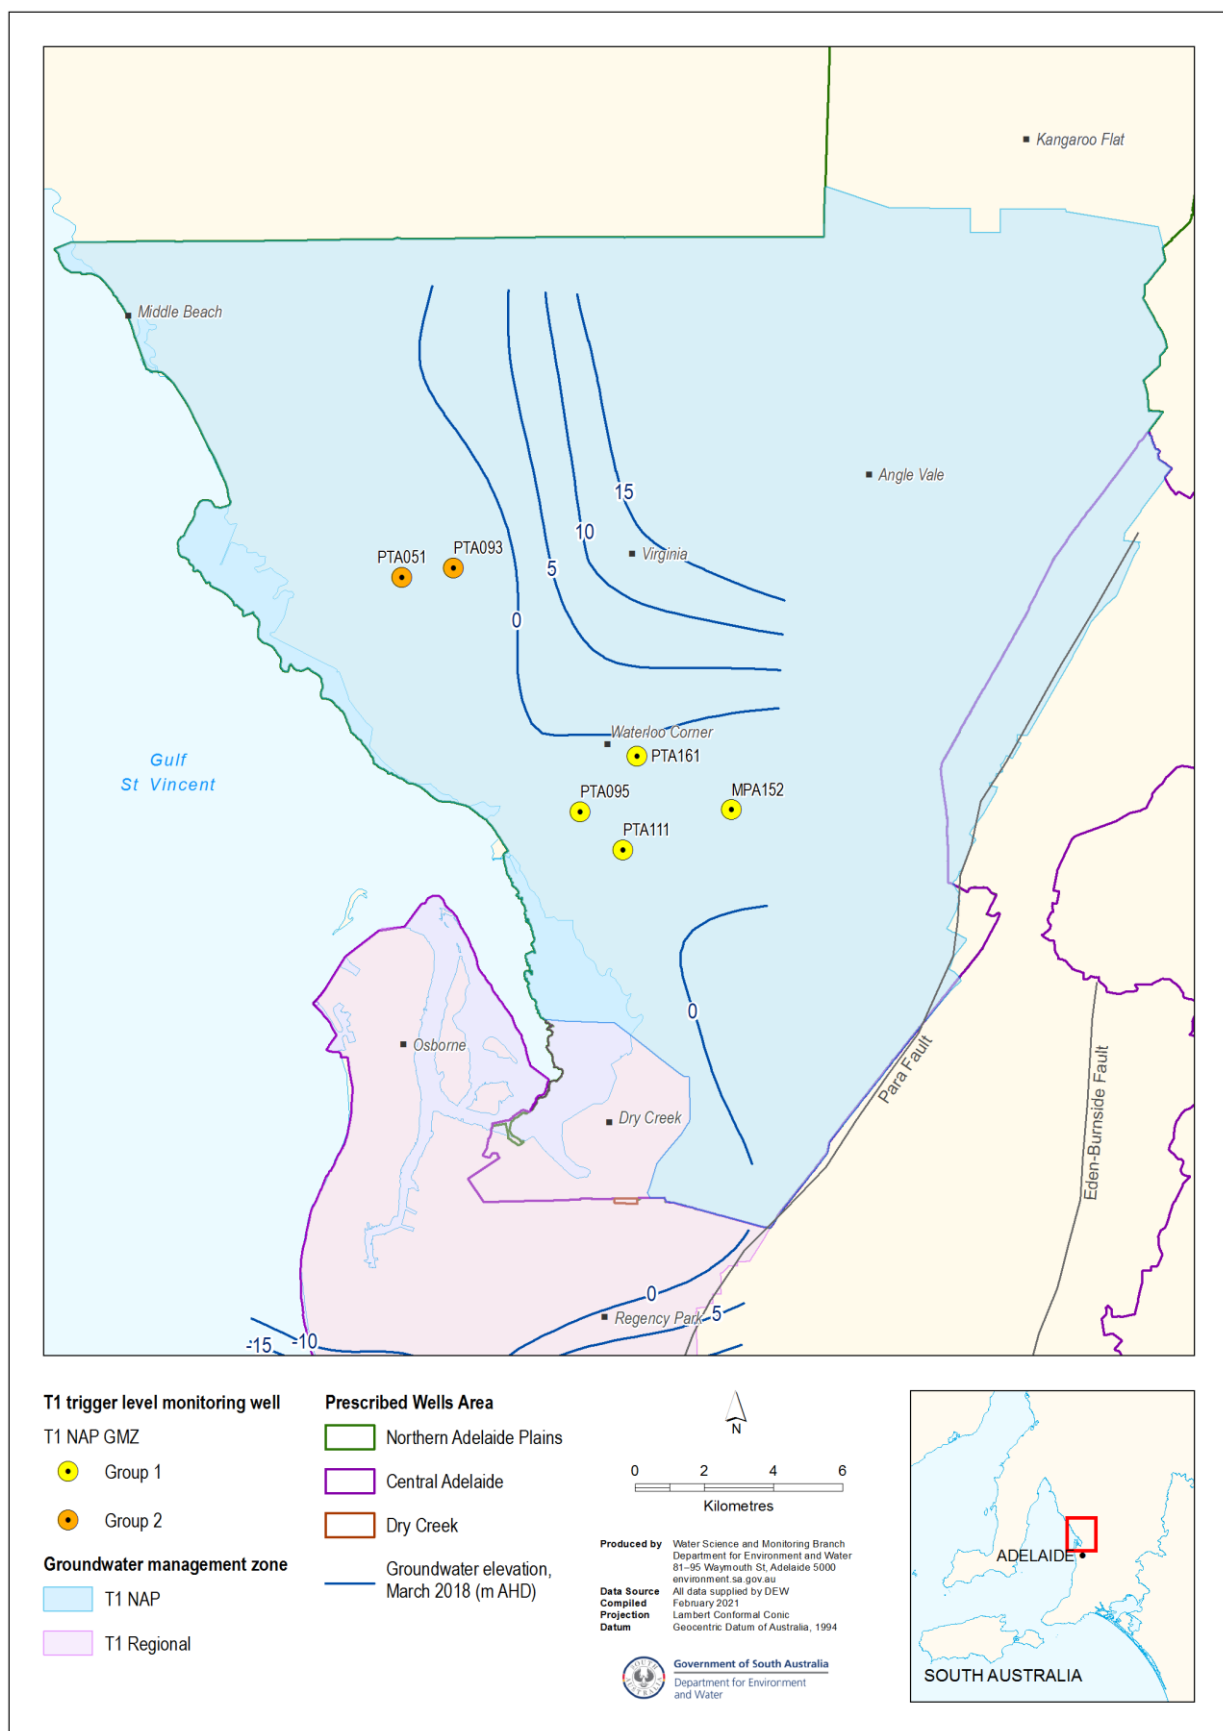 Kangaroo Flat
Middle Beach
Angle Vale
15
10
Virginia
PTA051
PTA093
5
0
Waterloo Corner
PTA161
Gulf
St Vincent
PTA095
MPA152
PTA111
0
Osborne
Para Fault
Eden-Burnside Fault
Dry Creek
0
Regency Park
5
-15
-10
T1 trigger level monitoring well
T1 NAP GMZ
Group 1
Group 2
Groundwater management zone
T1 NAP
T1 Regional
Prescribed Wells Area
Northern Adelaide Plains
Central Adelaide
Dry Creek
Groundwater elevation,
March 2018 (m AHD)
N
0 2 4 6
Kilometres
Produced by Water Science and Monitoring Branch
Department for Environment and Water
81–95 Waymouth St, Adelaide 5000
environment.sa.gov.au
Data Source All data supplied by DEW
Compiled February 2021
Projection Lambert Conformal Conic
Datum Geocentric Datum of Australia, 1994
SOUTH
AUSTRALIA
Government of South Australia
Department for Environment
and Water
ADELAIDE
SOUTH AUSTRALIA